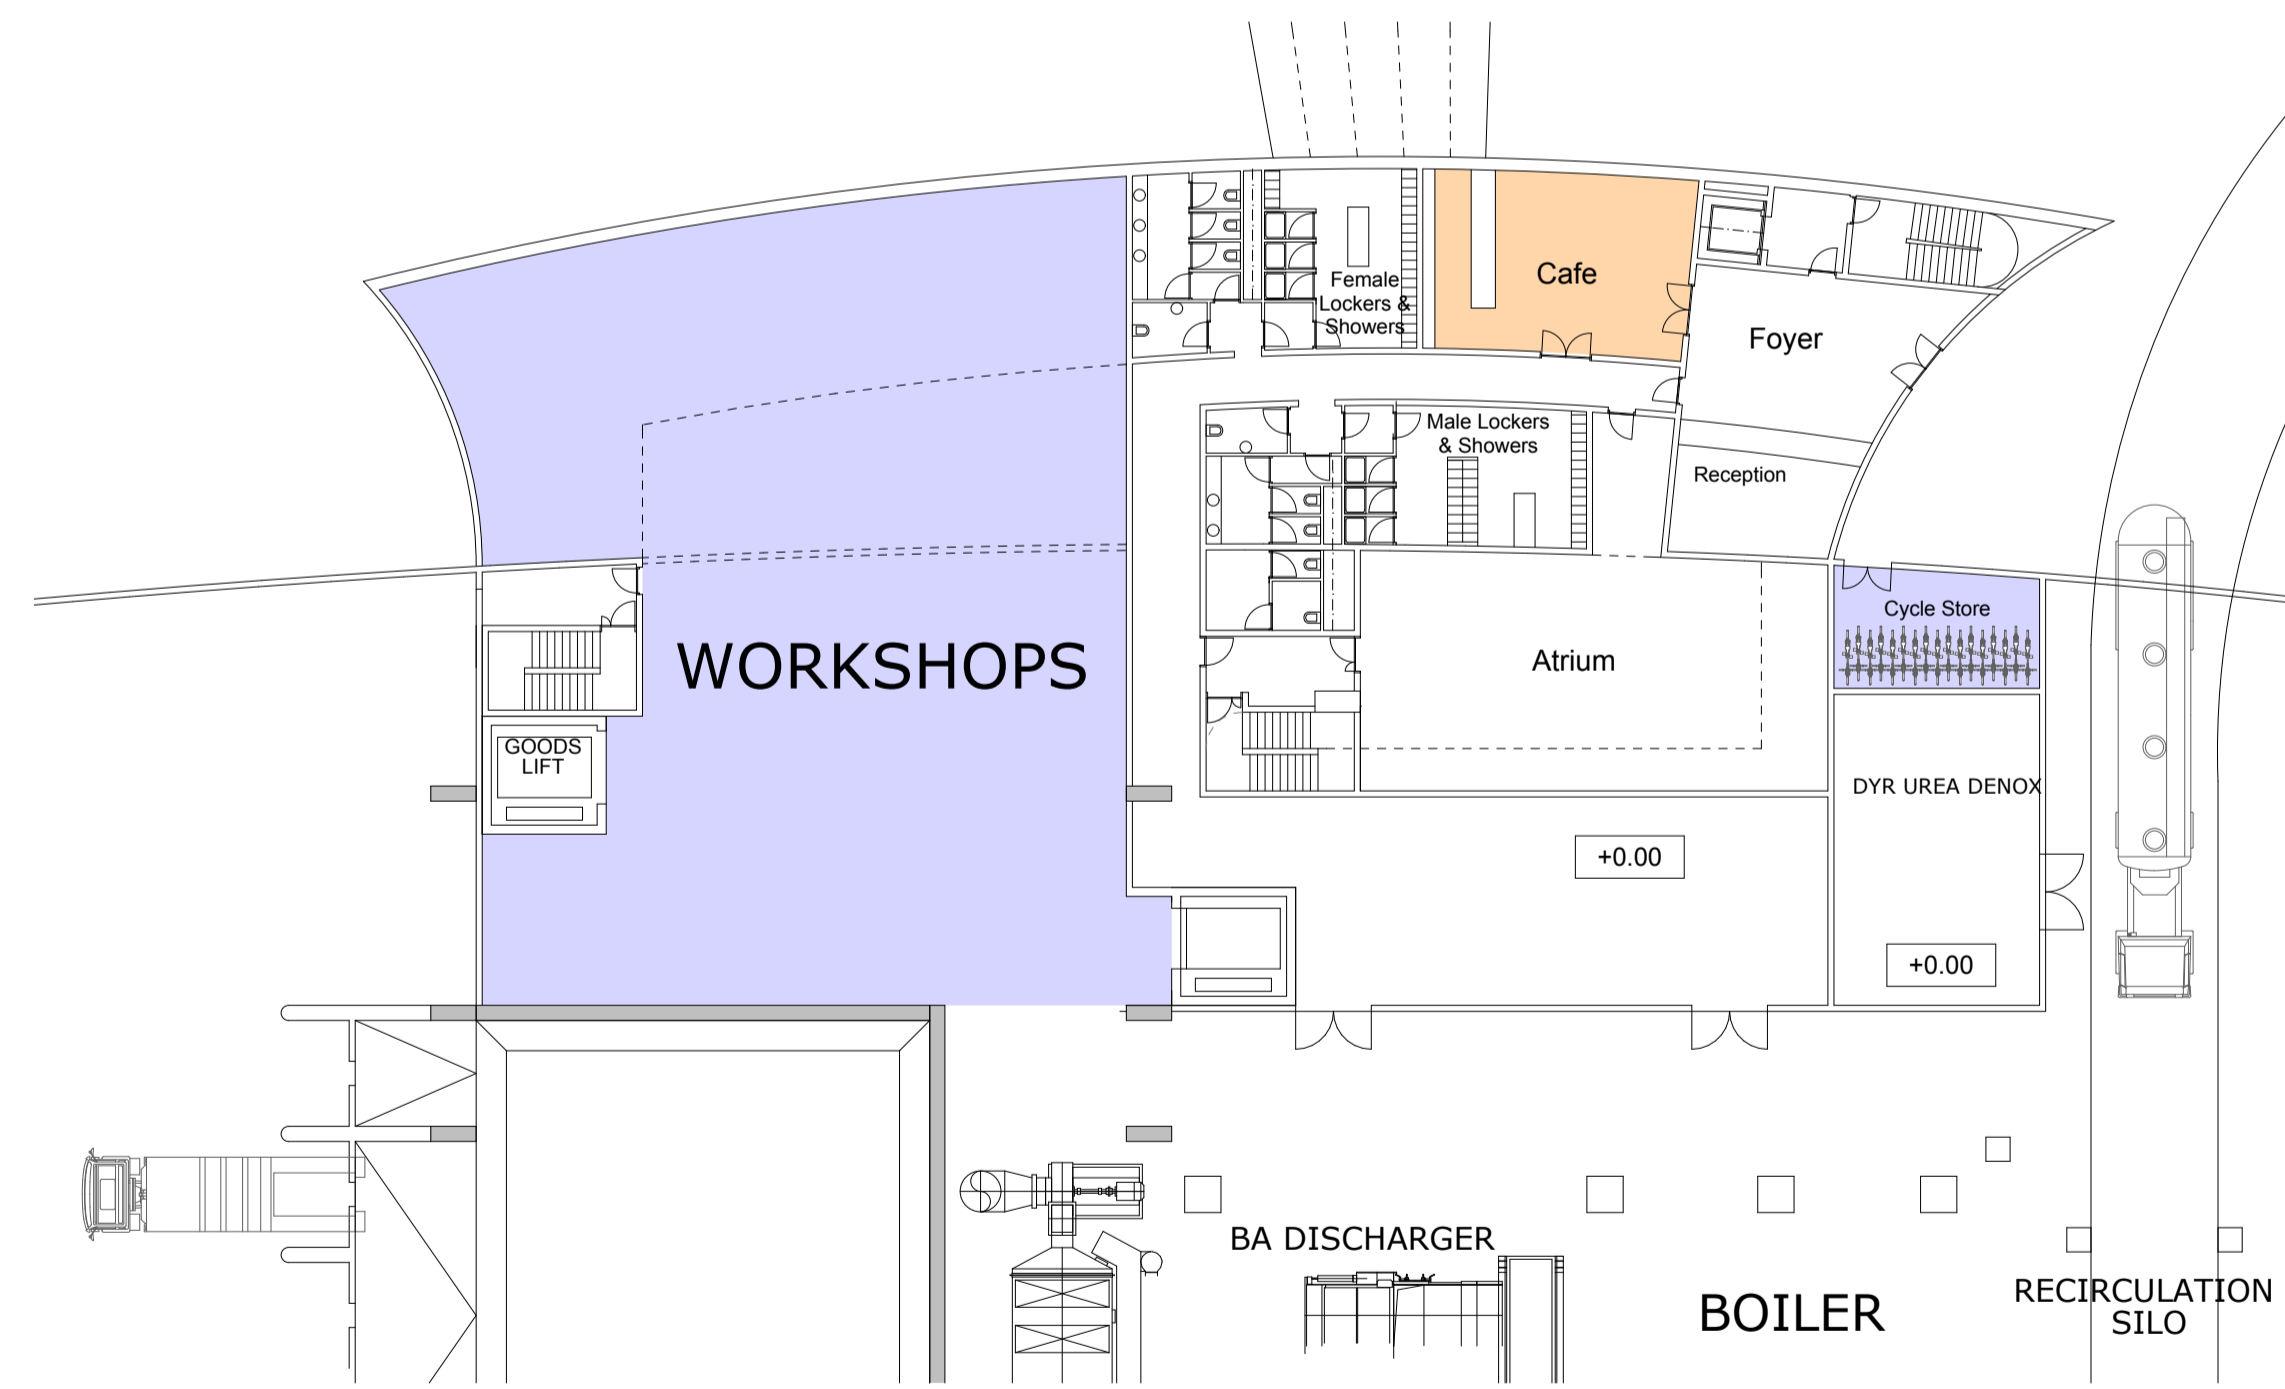 Cafe
Female
Lockers &
Showers
Foyer
Male Lockers
& Showers
Reception
Cycle Store
WORKSHOPS
Atrium
GOODS
LIFT
DYR UREA DENOX
+0.00
+0.00
BA DISCHARGER
RECIRCULATION
SILO
BOILER